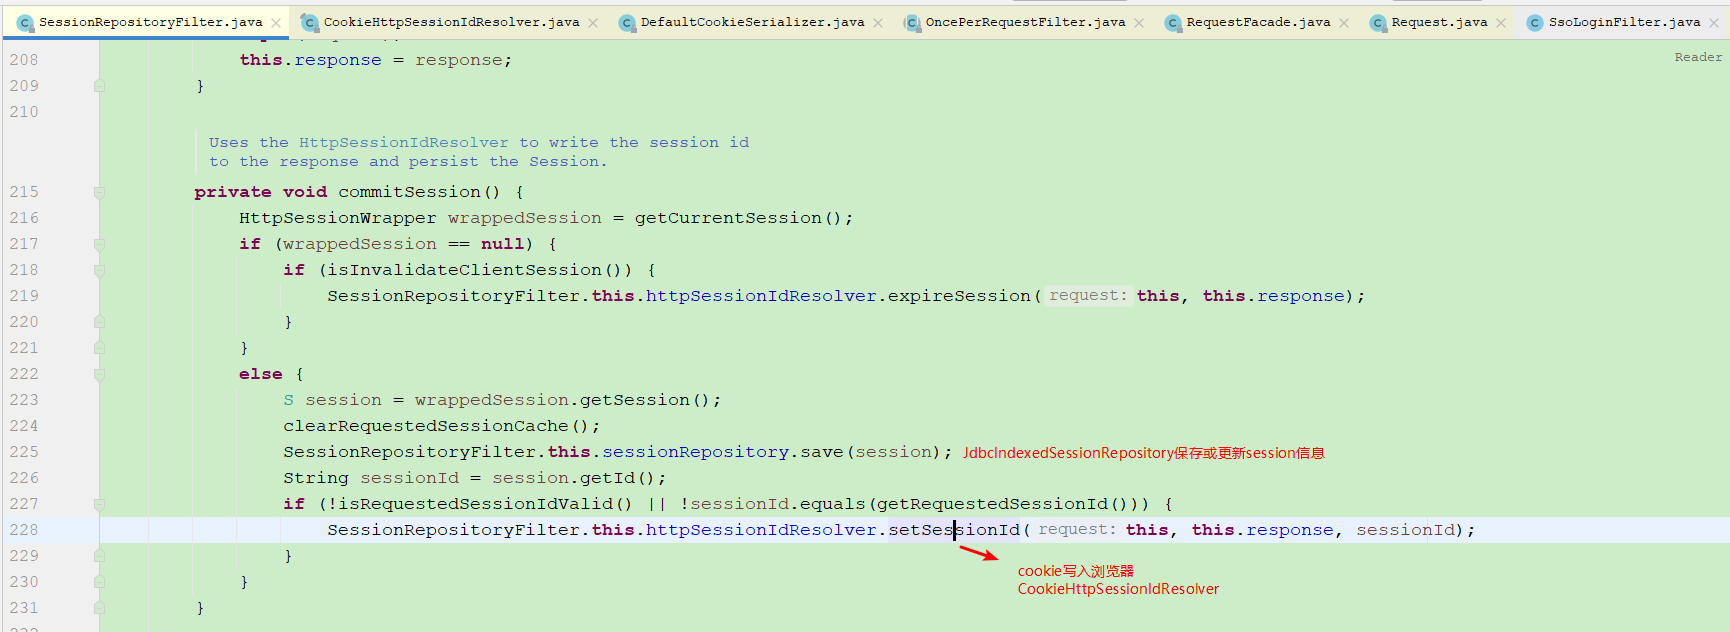 SessionRepositoryFilter.java CookieHttpSessionIdResolver.java DefaultCookieSerializer.java OncePerRequestFilter.java RequestFacade.java Request.java SsoLoginFilter.java
Reader
208 this.response = response;
209 }
210
Uses the HttpSessionIdResolver to write the session id
to the response and persist the Session.
215 private void commitSession() {
216 HttpSessionWrapper wrappedSession = getCurrentSession();
217 if (wrappedSession == null) {
218 if (isInvalidateClientSession()) {
219 SessionRepositoryFilter.this.httpSessionIdResolver.expireSession( request: this, this.response);
220 }
221 }
222 else {
223 S session = wrappedSession.getSession();
224 clearRequestedSessionCache();
225 SessionRepositoryFilter.this.sessionRepository.save(session); JdbcIndexedSessionRepository保存或更新session信息
226 String sessionId = session.getId();
227 if (!isRequestedSessionIdValid() || !sessionId.equals(getRequestedSessionId())) {
228 SessionRepositoryFilter.this.httpSessionIdResolver.setSessionId( request: this, this.response, sessionId);
229 }
cookie写入浏览器
CookieHttpSessionIdResolver
230 }
231 }